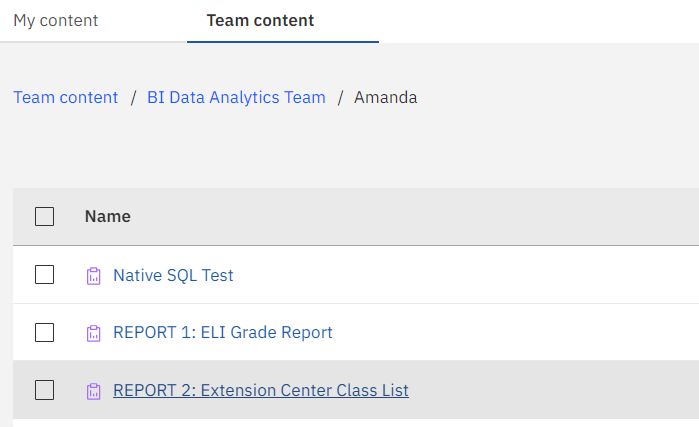 My content Team content
Team content / BI Data Analytics Team / Amanda
Name
Native SQL Test
REPORT 1: ELI Grade Report
REPORT 2: Extension Center Class List